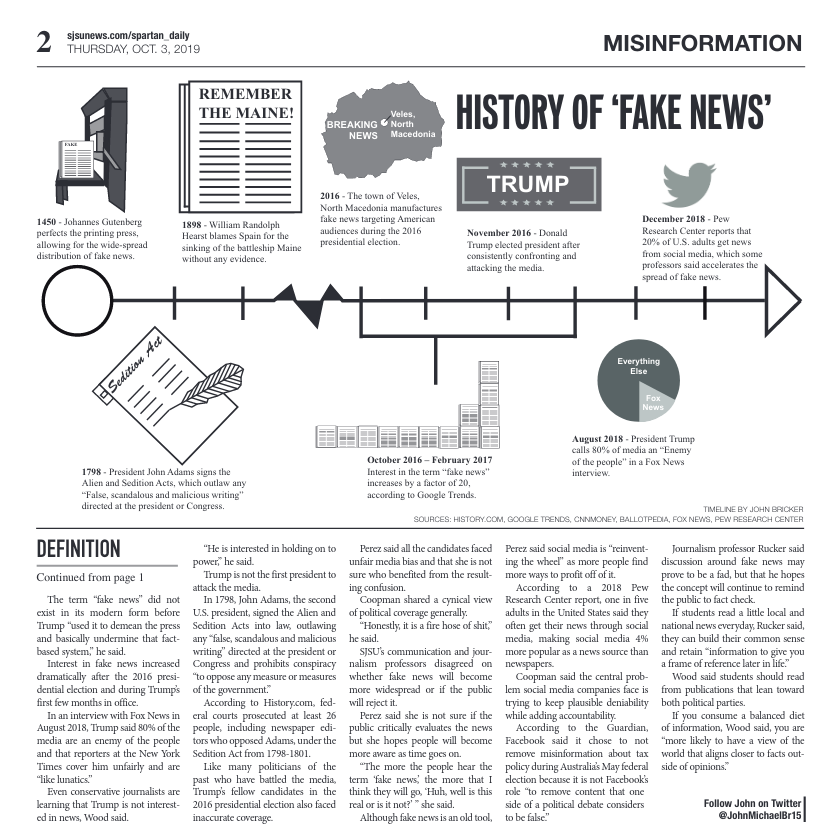 2
sjsunews.com/spartan_daily
THURSDAY, OCT. 3, 2019
MISINFORMATION
HISTORY OF ‘FAKE NEWS’
FAKE
1450 - Johannes Gutenberg
perfects the printing press,
allowing for the wide-spread
distribution of fake news.
REMEMBER
THE MAINE!
1898 - William Randolph
Hearst blames Spain for the
sinking of the battleship Maine
without any evidence.
BREAKING
NEWS
Veles,
North
Macedonia
2016 - The town of Veles,
North Macedonia manufactures
fake news targeting American
audiences during the 2016
presidential election.
TRUMP
November 2016 - Donald
Trump elected president after
consistently confronting and
attacking the media.
December 2018 - Pew
Research Center reports that
20% of U.S. adults get news
from social media, which some
professors said accelerates the
spread of fake news.
Sedition Act
1798 - President John Adams signs the
Alien and Sedition Acts, which outlaw any
“False, scandalous and malicious writing”
directed at the president or Congress.
October 2016 – February 2017
Interest in the term “fake news”
increases by a factor of 20,
according to Google Trends.
Everything
Else
Fox
News
August 2018 - President Trump
calls 80% of media an “Enemy
of the people” in a Fox News
interview.
TIMELINE BY JOHN BRICKER
SOURCES: HISTORY.COM, GOOGLE TRENDS, CNNMONEY, BALLOTPEDIA, FOX NEWS, PEW RESEARCH CENTER
DEFINITION
Continued from page 1
The term “fake news” did not
exist in its modern form before
Trump “used it to demean the press
and basically undermine that fact-
based system,” he said.
Interest in fake news increased
dramatically after the 2016 presi-
dential election and during Trump’s
first few months in office.
In an interview with Fox News in
August 2018, Trump said 80% of the
media are an enemy of the people
and that reporters at the New York
Times cover him unfairly and are
“like lunatics.”
Even conservative journalists are
learning that Trump is not interest-
ed in news, Wood said.
“He is interested in holding on to
power,” he said.
Trump is not the first president to
attack the media.
In 1798, John Adams, the second
U.S. president, signed the Alien and
Sedition Acts into law, outlawing
any “false, scandalous and malicious
writing” directed at the president or
Congress and prohibits conspiracy
“to oppose any measure or measures
of the government.”
According to History.com, fed-
eral courts prosecuted at least 26
people, including newspaper edi-
tors who opposed Adams, under the
Sedition Act from 1798-1801.
Like many politicians of the
past who have battled the media,
Trump’s fellow candidates in the
2016 presidential election also faced
inaccurate coverage.
Perez said all the candidates faced
unfair media bias and that she is not
sure who benefited from the result-
ing confusion.
Coopman shared a cynical view
of political coverage generally.
“Honestly, it is a fire hose of shit,”
he said.
SJSU’s communication and jour-
nalism professors disagreed on
whether fake news will become
more widespread or if the public
will reject it.
Perez said she is not sure if the
public critically evaluates the news
but she hopes people will become
more aware as time goes on.
“The more the people hear the
term ‘fake news,’ the more that I
think they will go, ‘Huh, well is this
real or is it not?’ ” she said.
Although fake news is an old tool,
Perez said social media is “reinvent-
ing the wheel” as more people find
more ways to profit off of it.
According to a 2018 Pew
Research Center report, one in five
adults in the United States said they
often get their news through social
media, making social media 4%
more popular as a news source than
newspapers.
Coopman said the central prob-
lem social media companies face is
trying to keep plausible deniability
while adding accountability.
According to the Guardian,
Facebook said it chose to not
remove misinformation about tax
policy during Australia’s May federal
election because it is not Facebook’s
role “to remove content that one
side of a political debate considers
to be false.”
Journalism professor Rucker said
discussion around fake news may
prove to be a fad, but that he hopes
the concept will continue to remind
the public to fact check.
If students read a little local and
national news everyday, Rucker said,
they can build their common sense
and retain “information to give you
a frame of reference later in life.”
Wood said students should read
from publications that lean toward
both political parties.
If you consume a balanced diet
of information, Wood said, you are
“more likely to have a view of the
world that aligns closer to facts out-
side of opinions.”
Follow John on Twitter
@JohnMichaelBr15